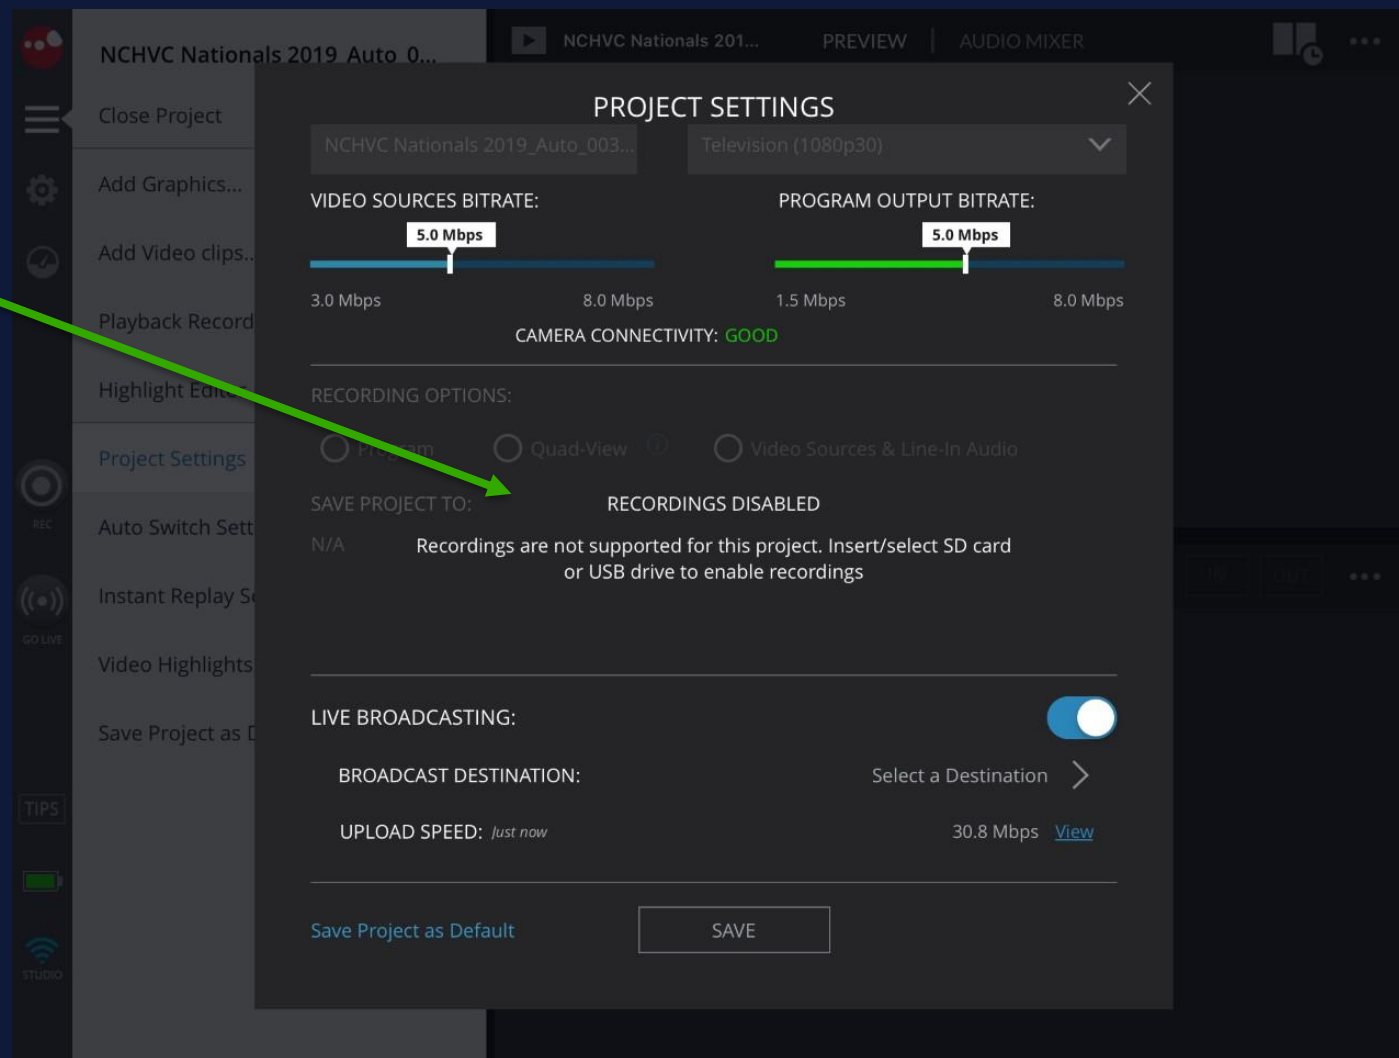 NCHVC Nationals 2019_Auto_0...
NCHVC Nationals 201...
PREVIEW
AUDIO MIXER
Close Project
Add Graphics...
Add Video clips..
Playback Record
Highlight Editor
Project Settings
Auto Switch Sett
Instant Replay Se
Video Highlights
Save Project as D
REC
GO LIVE
TIPS
STUDIO
IN
OUT
PROJECT SETTINGS
NCHVC Nationals 2019_Auto_003...
Television (1080p30)
VIDEO SOURCES BITRATE:
PROGRAM OUTPUT BITRATE:
5.0 Mbps
5.0 Mbps
3.0 Mbps
8.0 Mbps
1.5 Mbps
8.0 Mbps
CAMERA CONNECTIVITY: GOOD
RECORDING OPTIONS:
Program
Quad-View
Video Sources & Line-In Audio
SAVE PROJECT TO:
RECORDINGS DISABLED
N/A
Recordings are not supported for this project. Insert/select SD card
or USB drive to enable recordings
LIVE BROADCASTING:
BROADCAST DESTINATION:
Select a Destination
UPLOAD SPEED: Just now
30.8 Mbps View
Save Project as Default
SAVE